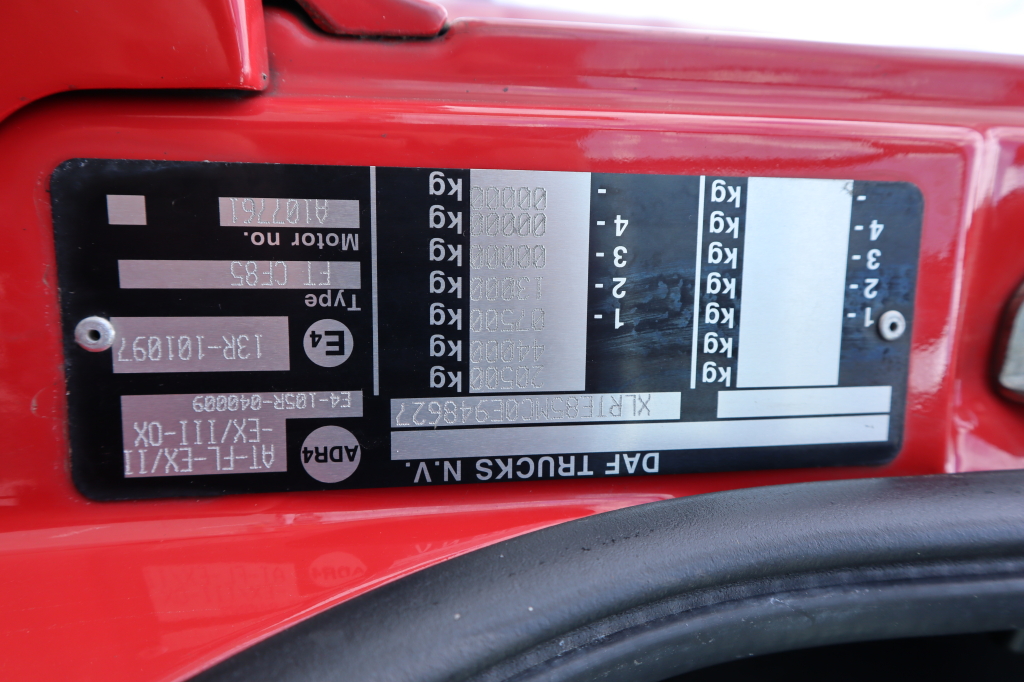 DAF TRUCKS N.V.
XLRTE85MC0E948627
20500 kg
44000 kg
1 - 07500 kg
2 - 13000 kg
3 - 00000 kg
4 - 00000 kg
- 00000 kg
kg
kg
1 - kg
2 - kg
3 - kg
4 - kg
- kg
ADR4
AT-FL-EX/II
-EX/III-OX
E4-105R-040009
E4
13R-101097
Type
FT CF85
Motor no.
A107761